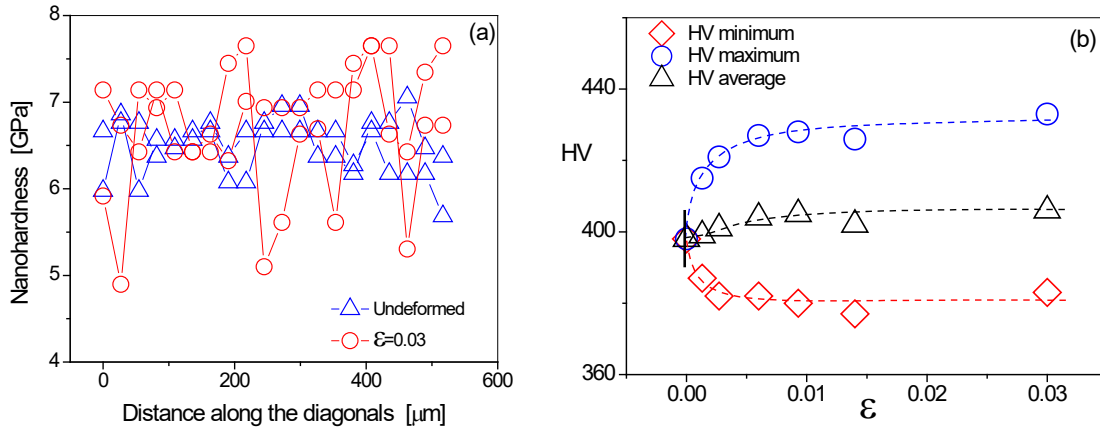 8
7
6
5
4
0
200
400
600
Nanohardness [GPa]
Distance along the diagonals [μm]
(a)
Undeformed
ε=0.03
(b)
HV minimum
HV maximum
HV average
440
HV
400
360
0.00
0.01
0.02
0.03
ε